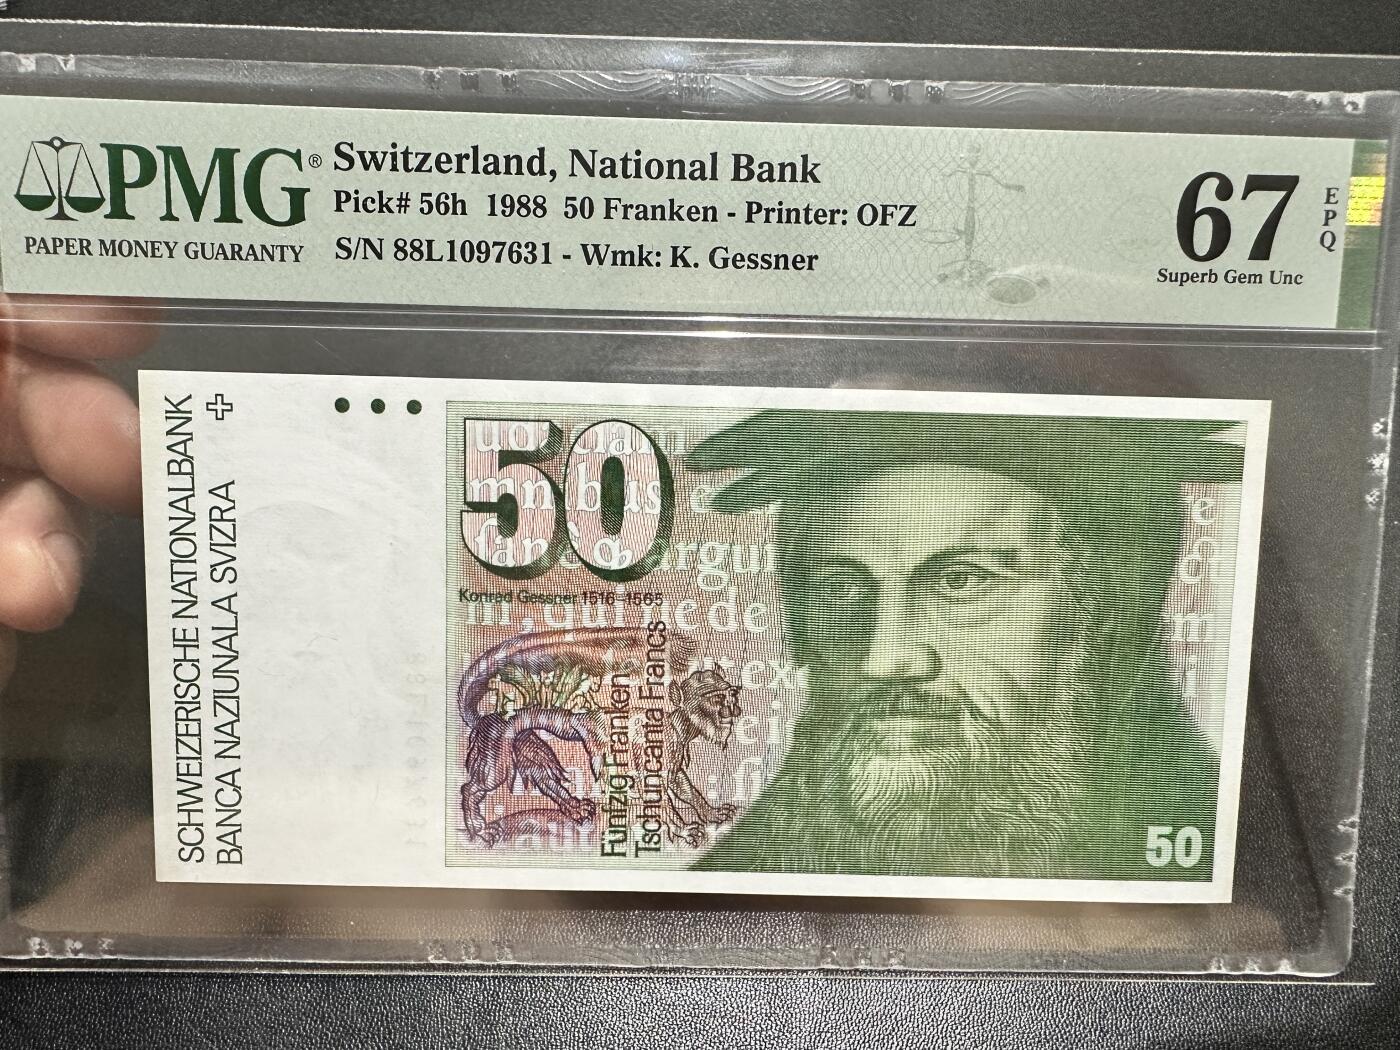 PMG®
PAPER MONEY GUARANTY
Switzerland, National Bank
Pick# 56h 1988 50 Franken - Printer: OFZ
S/N 88L1097631 - Wmk: K. Gessner
67
EPQ
Superb Gem Unc
SCHWEIZERISCHE NATIONALBANK
BANCA NAZIUNALA SVIZRA
50
Konrad Gessner 1516–1565
Fünfzig Franken
Tschuncanta Francs
50